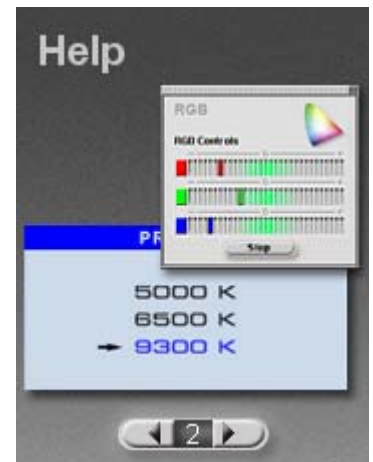 Help
RGB
RGB Controls
Stop
PR
5000 K
6500 K
9300 K
2